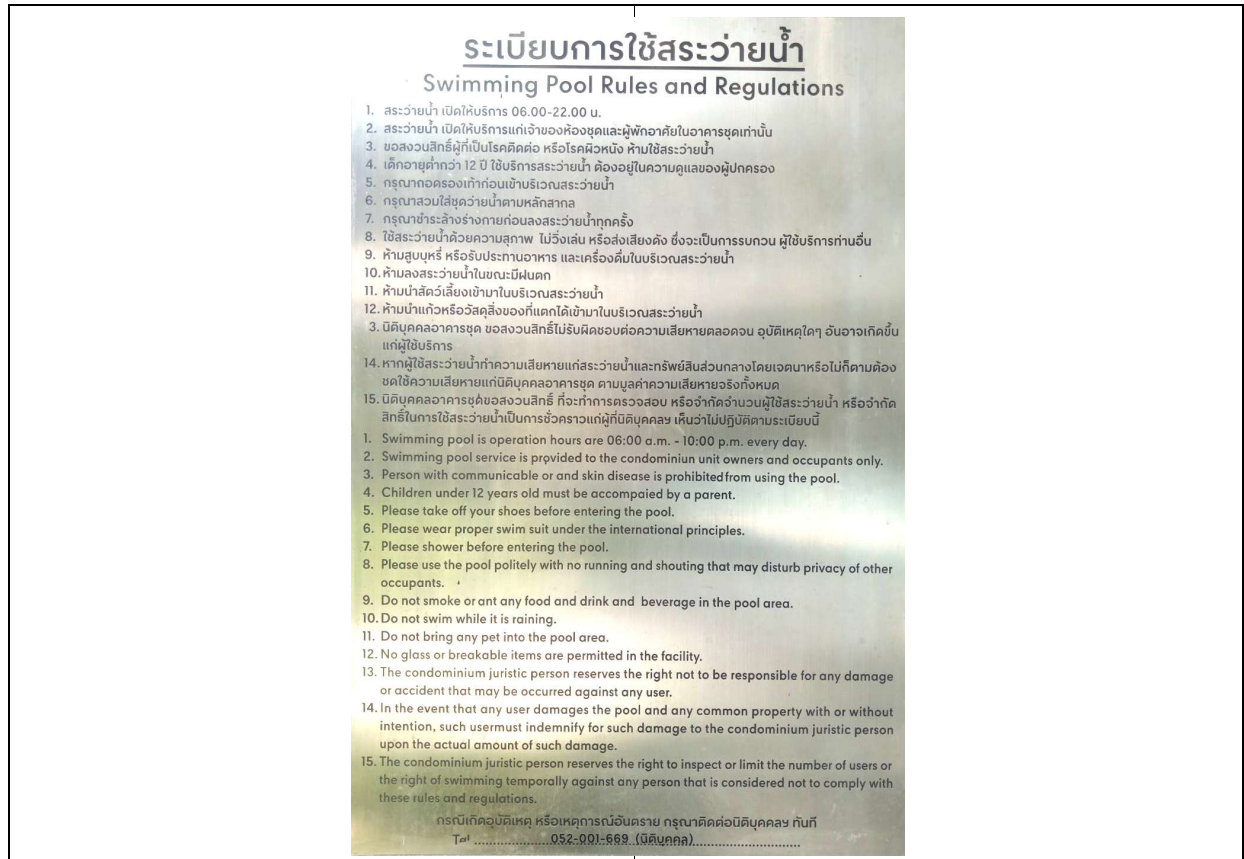 ระเบียบการใช้สระว่ายน้ำ
Swimming Pool Rules and Regulations
1. สระว่ายน้ำ เปิดให้บริการ 06.00-22.00 น.
2. สระว่ายน้ำ เปิดให้บริการแก่เจ้าของห้องชุดและผู้พักอาศัยในอาคารชุดเท่านั้น
3. ขอสงวนสิทธิ์ผู้ที่เป็นโรคติดต่อ หรือโรคผิวหนัง ห้ามใช้สระว่ายน้ำ
4. เด็กอายุต่ำกว่า 12 ปี ใช้บริการสระว่ายน้ำ ต้องอยู่ในความดูแลของผู้ปกครอง
5. กรุณาถอดรองเท้าก่อนเข้าบริเวณสระว่ายน้ำ
6. กรุณาสวมใส่ชุดว่ายน้ำตามหลักสากล
7. กรุณาชำระล้างร่างกายก่อนลงสระว่ายน้ำทุกครั้ง
8. ใช้สระว่ายน้ำด้วยความสุภาพ ไม่วิ่งเล่น หรือส่งเสียงดัง ซึ่งจะเป็นการรบกวน ผู้ใช้บริการท่านอื่น
9. ห้ามสูบบุหรี่ หรือรับประทานอาหาร และเครื่องดื่มในบริเวณสระว่ายน้ำ
10. ห้ามลงสระว่ายน้ำในขณะมีฝนตก
11. ห้ามนำสัตว์เลี้ยงเข้ามาในบริเวณสระว่ายน้ำ
12. ห้ามนำแก้วหรือวัสดุสิ่งของที่แตกได้เข้ามาในบริเวณสระว่ายน้ำ
3. นิติบุคคลอาคารชุด ขอสงวนสิทธิ์ไม่รับผิดชอบต่อความเสียหายตลอดจน อุบัติเหตุใดๆ อันอาจเกิดขึ้น
แก่ผู้ใช้บริการ
14. หากผู้ใช้สระว่ายน้ำทำความเสียหายแก่สระว่ายน้ำและทรัพย์สินส่วนกลางโดยเจตนาหรือไม่ก็ตามต้อง
ชดใช้ความเสียหายแก่นิติบุคคลอาคารชุด ตามมูลค่าความเสียหายจริงทั้งหมด
15. นิติบุคคลอาคารชุดขอสงวนสิทธิ์ ที่จะทำการตรวจสอบ หรือจำกัดจำนวนผู้ใช้สระว่ายน้ำ หรือจำกัด
สิทธิ์ในการใช้สระว่ายน้ำเป็นการชั่วคราวแก่ผู้ที่นิติบุคคลฯ เห็นว่าไม่ปฏิบัติตามระเบียบนี้
1. Swimming pool is operation hours are 06:00 a.m. - 10:00 p.m. every day.
2. Swimming pool service is provided to the condominiun unit owners and occupants only.
3. Person with communicable or and skin disease is prohibited from using the pool.
4. Children under 12 years old must be accompaied by a parent.
5. Please take off your shoes before entering the pool.
6. Please wear proper swim suit under the international principles.
7. Please shower before entering the pool.
8. Please use the pool politely with no running and shouting that may disturb privacy of other
occupants.
9. Do not smoke or ant any food and drink and beverage in the pool area.
10. Do not swim while it is raining.
11. Do not bring any pet into the pool area.
12. No glass or breakable items are permitted in the facility.
13. The condominium juristic person reserves the right not to be responsible for any damage
or accident that may be occurred against any user.
14. In the event that any user damages the pool and any common property with or without
intention, such usermust indemnify for such damage to the condominium juristic person
upon the actual amount of such damage.
15. The condominium juristic person reserves the right to inspect or limit the number of users or
the right of swimming temporally against any person that is considered not to comply with
these rules and regulations.
กรณีเกิดอุบัติเหตุ หรือเหตุการณ์อันตราย กรุณาติดต่อนิติบุคคลฯ ทันที
Tel ....................052-001-669 (นิติบุคคล)............................